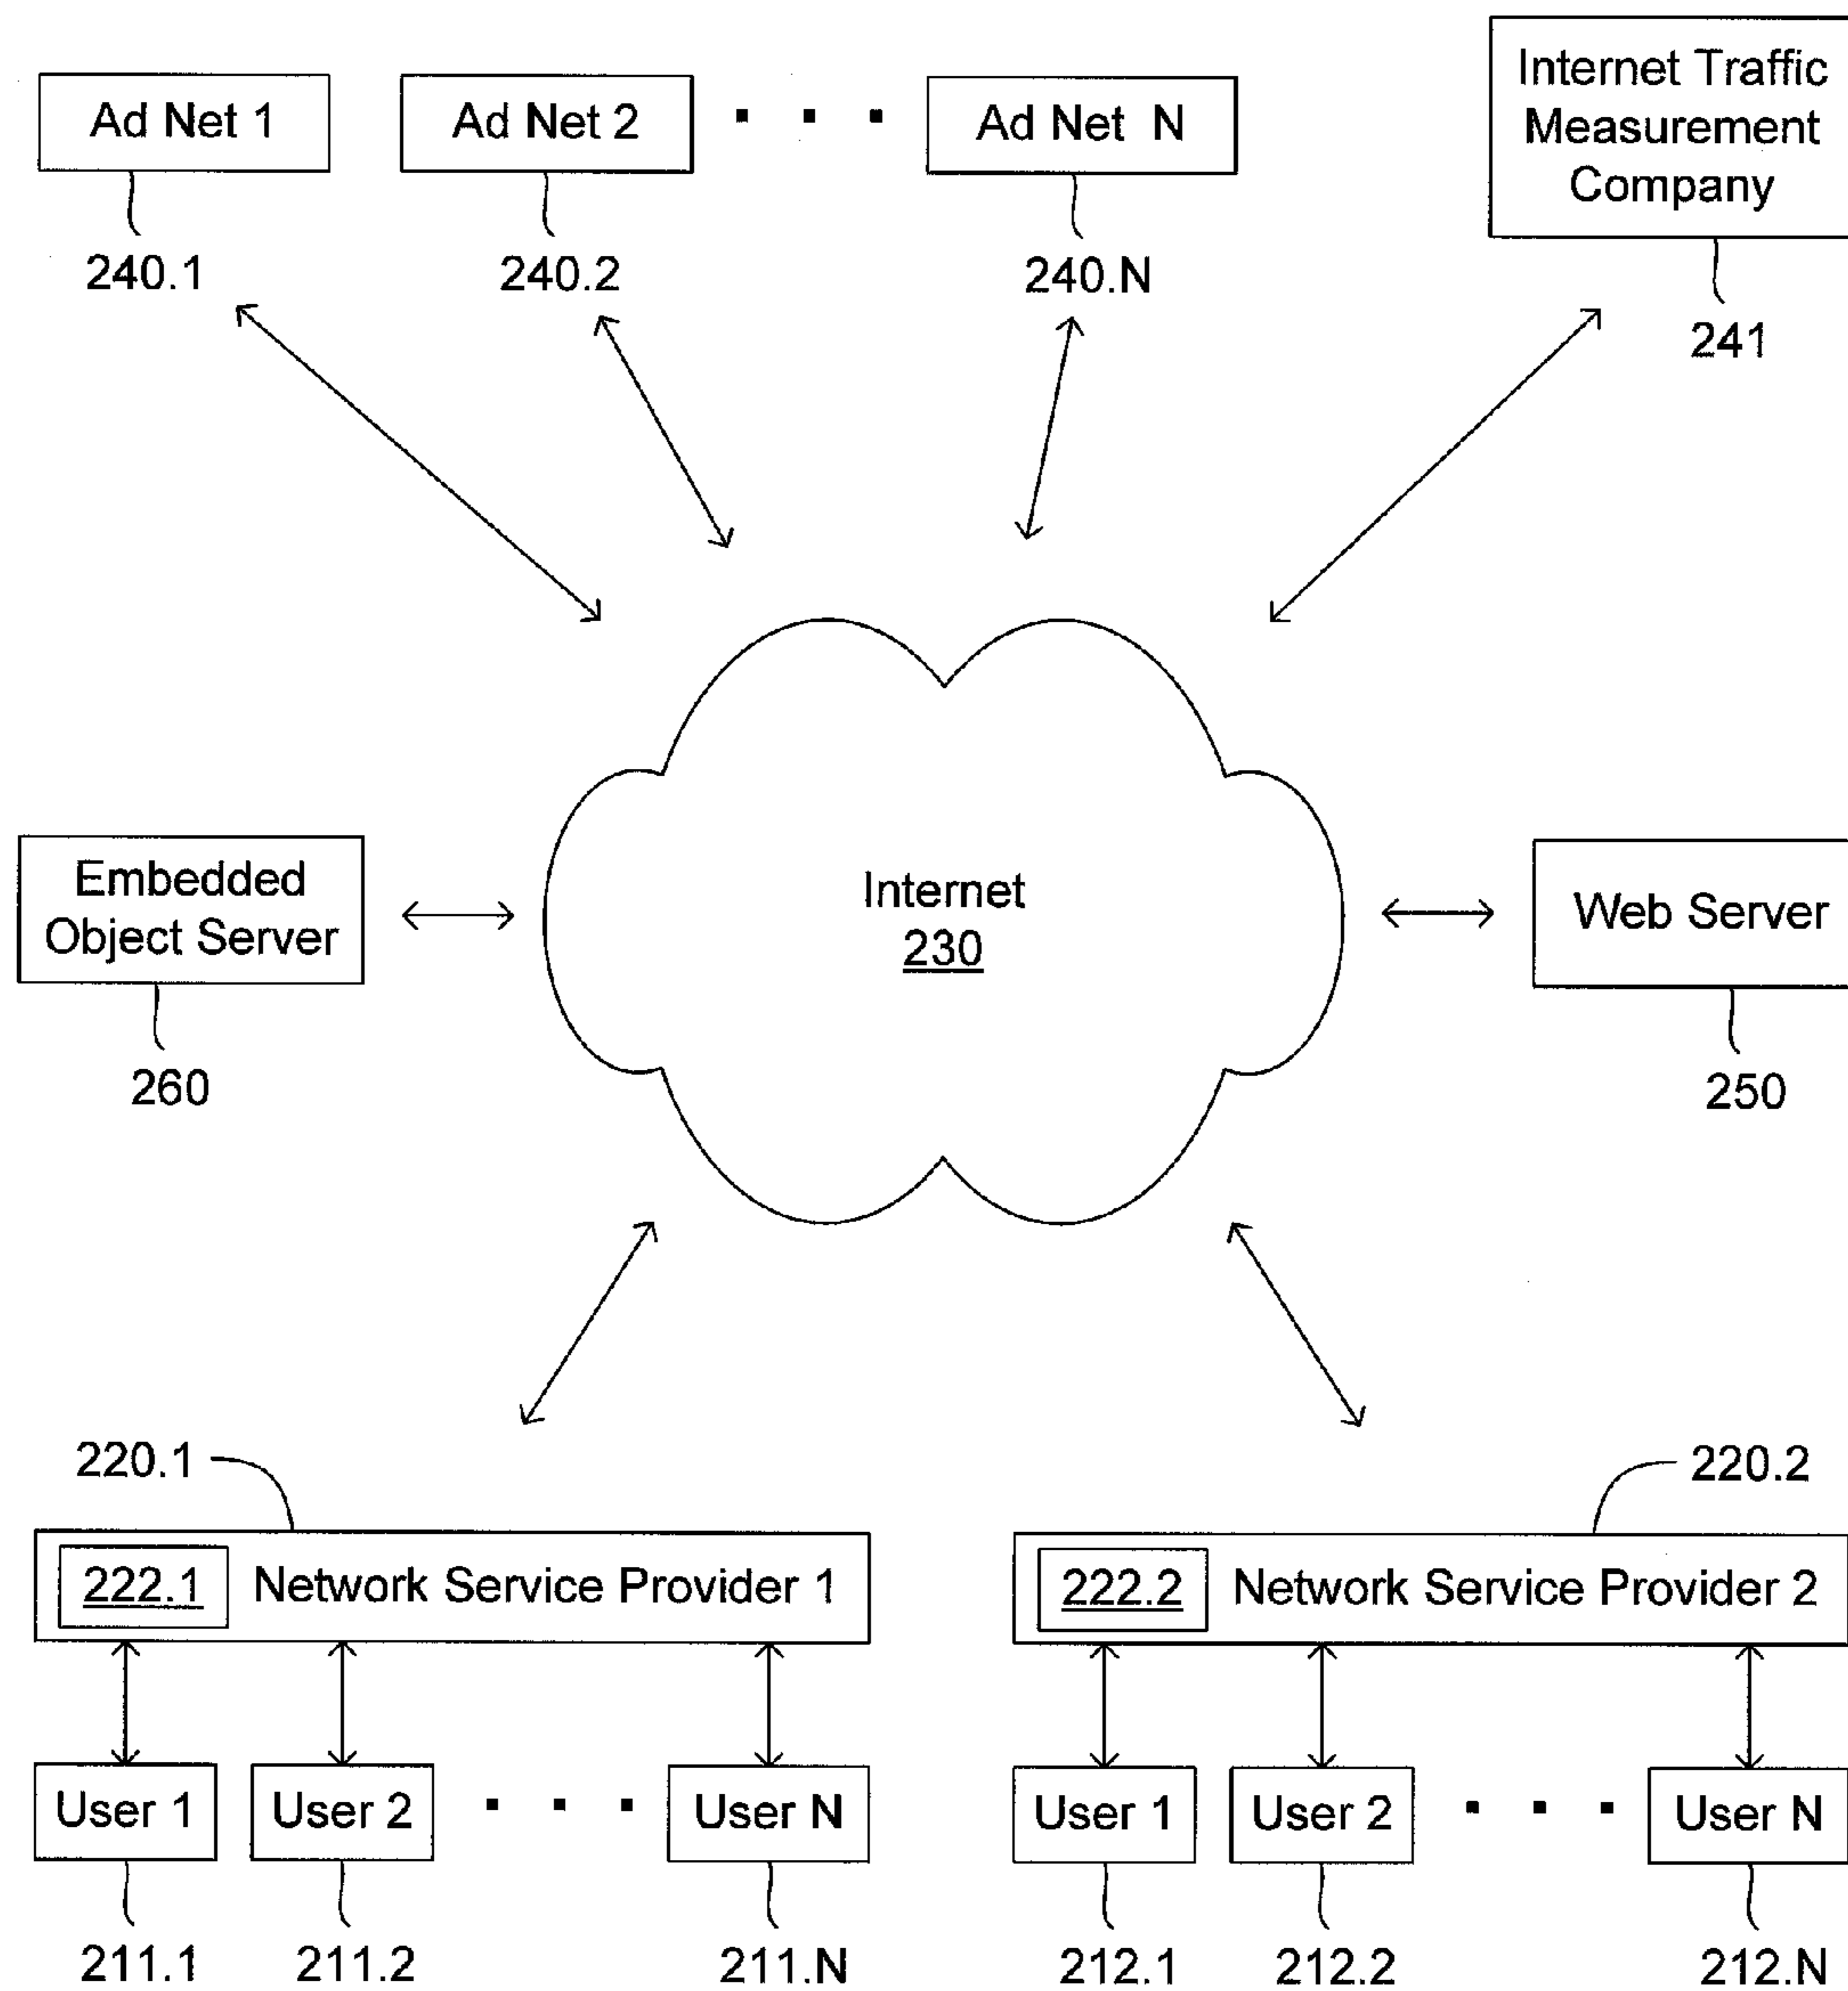 Ad Net 1
Ad Net 2
Ad Net N
Internet Traffic
Measurement
Company
240.1
240.2
240.N
241
Embedded
Object Server
Internet
230
Web Server
260
250
220.1
220.2
222.1 Network Service Provider 1
222.2 Network Service Provider 2
User 1
User 2
User N
User 1
User 2
User N
211.1
211.2
211.N
212.1
212.2
212.N